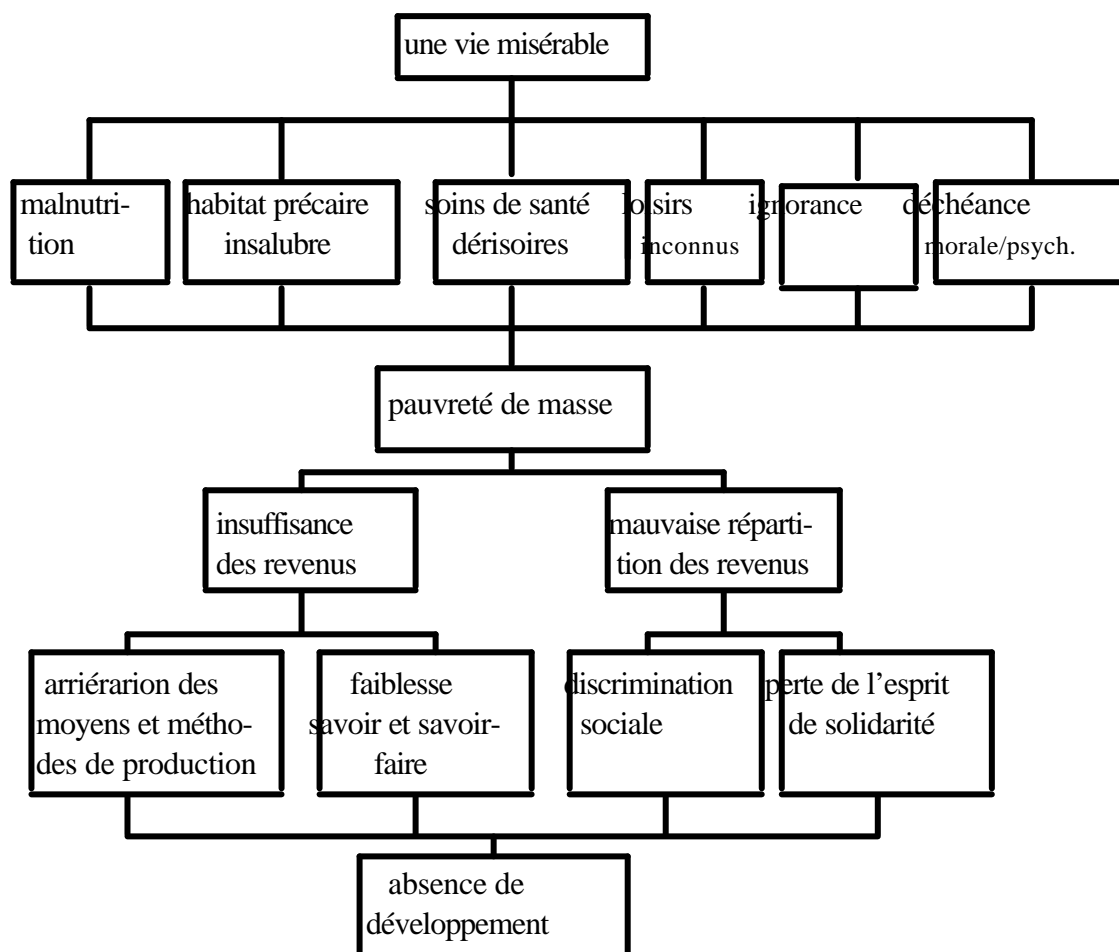 une vie misérable
malnutri-
tion
habitat précaire
insalubre
soins de santé
dérisoires
loisirs
inconnus
ignorance
déchéance
morale/psych.
pauvreté de masse
insuffisance
des revenus
mauvaise réparti-
tion des revenus
arriérarion des
moyens et métho-
des de production
faiblesse
savoir et savoir-
faire
discrimination
sociale
perte de l’esprit
de solidarité
absence de
développement